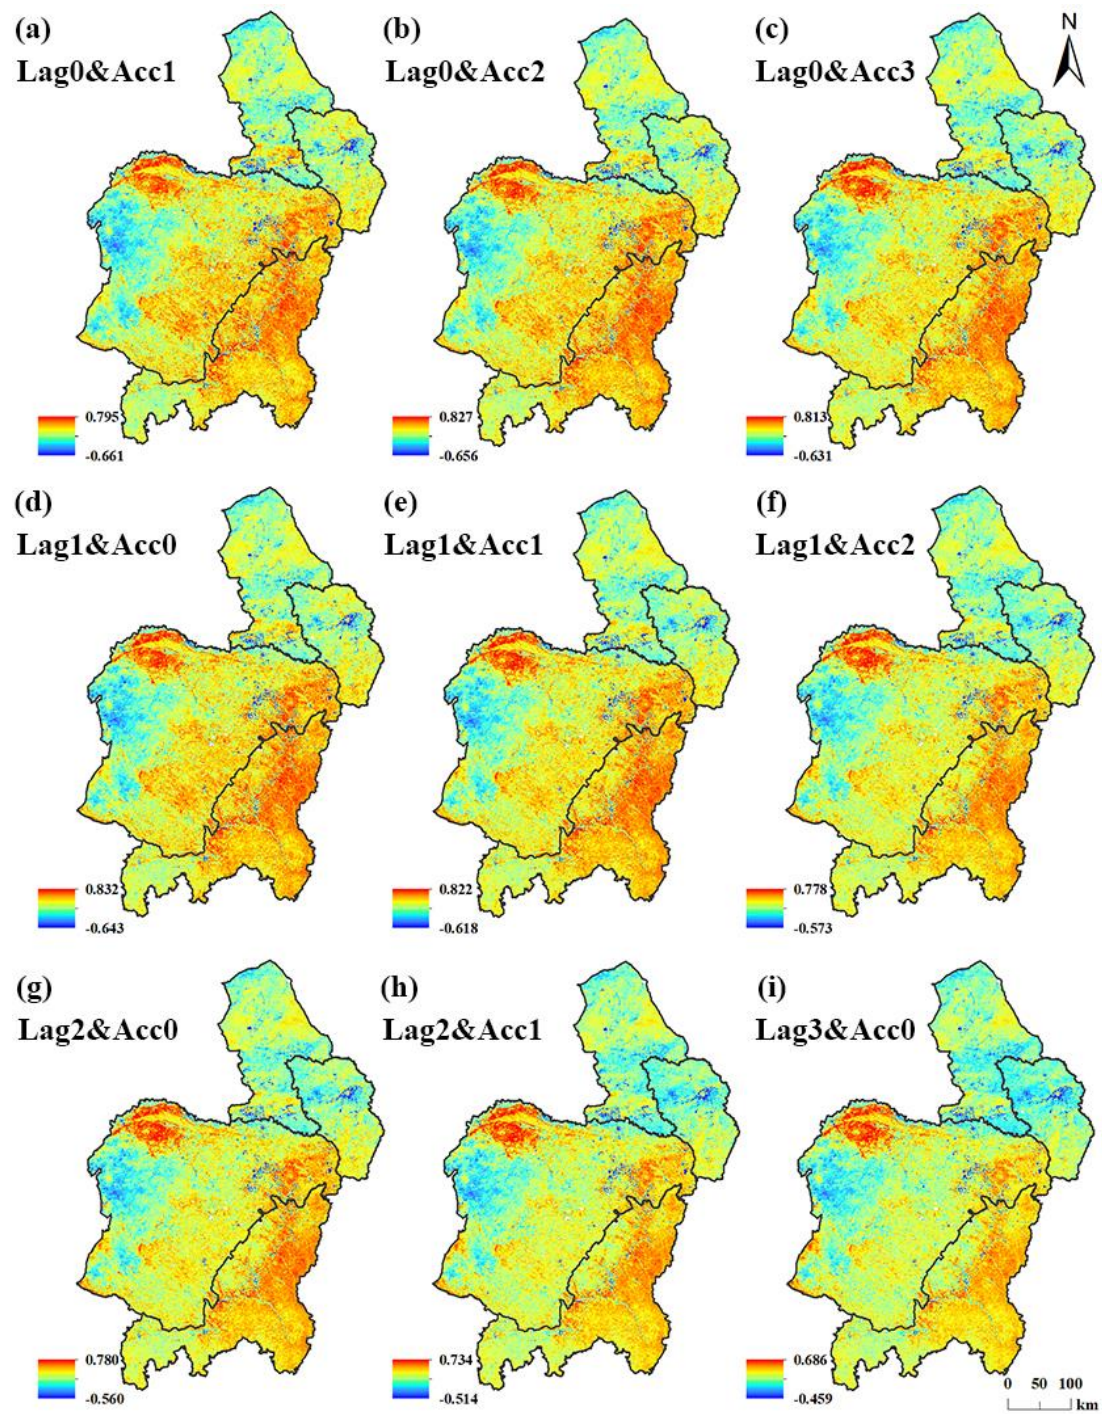 (a)
Lag0&Acc1
0.795
-0.661
(b)
Lag0&Acc2
0.827
-0.656
(c)
Lag0&Acc3
N
0.813
-0.631
(d)
Lag1&Acc0
0.832
-0.643
(e)
Lag1&Acc1
0.822
-0.618
(f)
Lag1&Acc2
0.778
-0.573
(g)
Lag2&Acc0
0.780
-0.560
(h)
Lag2&Acc1
0.734
-0.514
(i)
Lag3&Acc0
0.686
-0.459
0 50 100
km